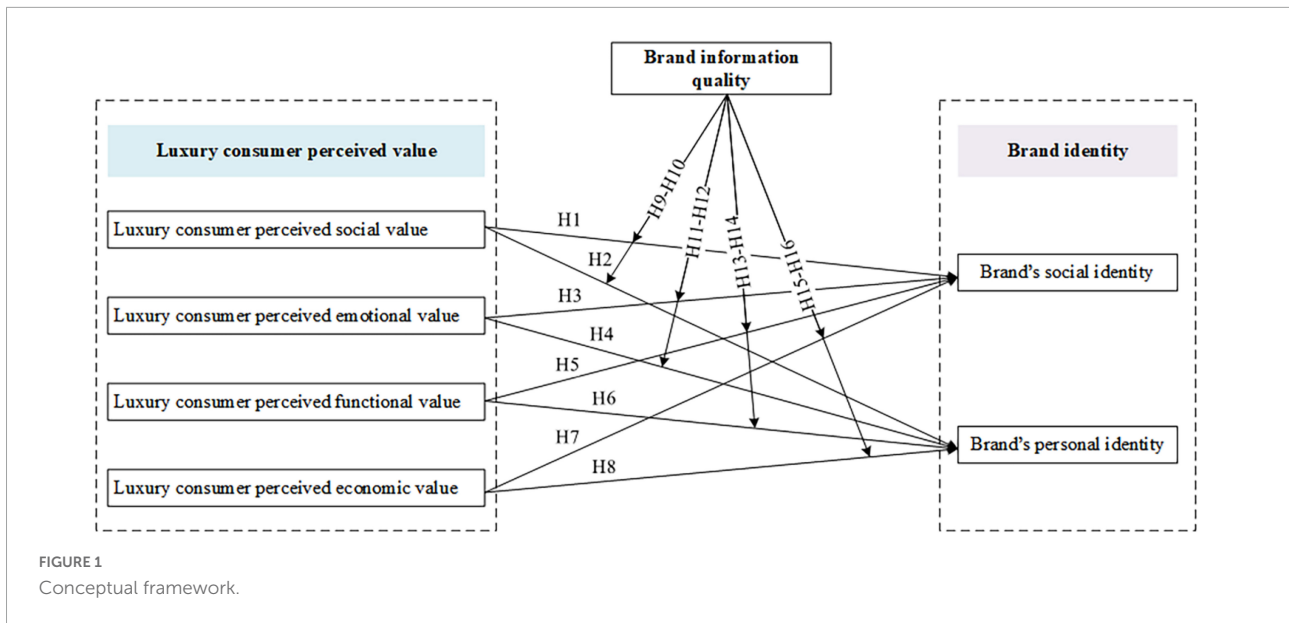 Brand information
quality
Luxury consumer perceived value
Brand identity
H9-H10
H11-H12
H13-H14
H15-H16
Luxury consumer perceived social value
H1
H2
Brand's social identity
Luxury consumer perceived emotional value
H3
H4
Luxury consumer perceived functional value
H5
H6
Brand's personal identity
Luxury consumer perceived economic value
H7
H8
FIGURE 1
Conceptual framework.